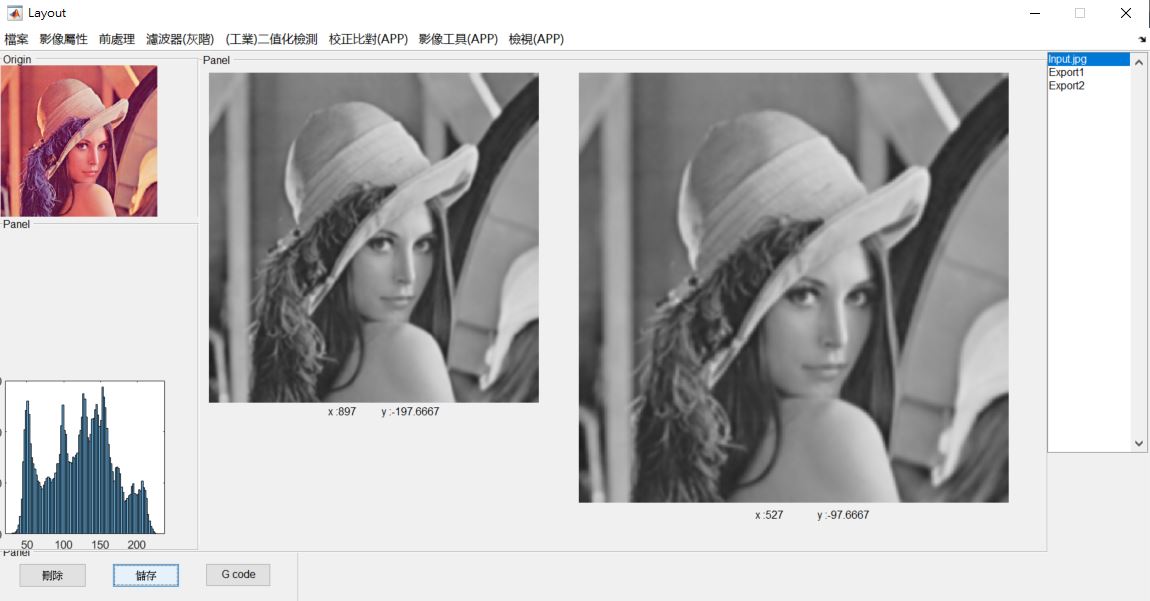 Layout
檔案 影像屬性 前處理 濾波器(灰階) (工業)二值化檢測 校正比對(APP) 影像工具(APP) 檢視(APP)
Origin
Panel
Input.jpg
Export1
Export2
Panel
x :897 y :-197.6667
x :527 y :-97.6667
50 100 150 200
Panel
刪除 儲存 G code